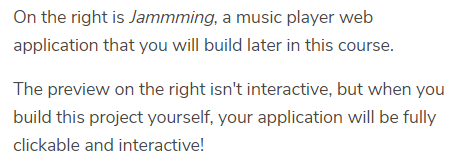 On the right is Jammming, a music player web
application that you will build later in this course.
The preview on the right isn't interactive, but when you
build this project yourself, your application will be fully
clickable and interactive!